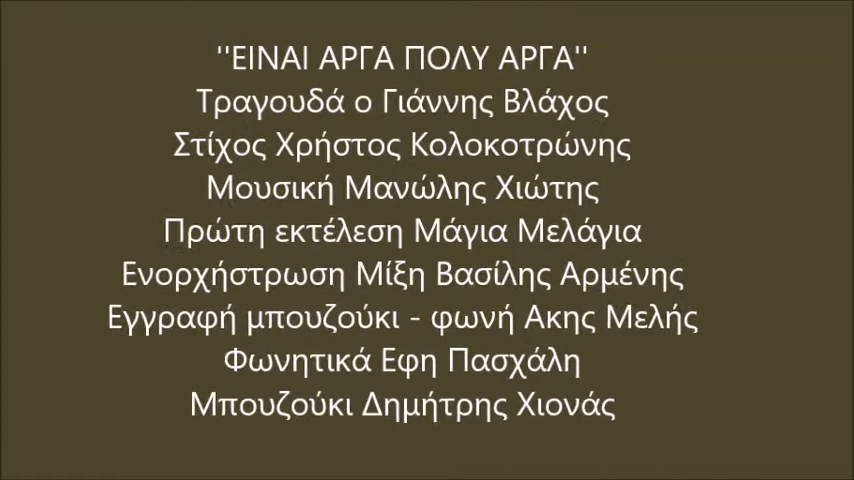 ''ΕΙΝΑΙ ΑΡΓΑ ΠΟΛΥ ΑΡΓΑ''
Τραγουδά ο Γιάννης Βλάχος
Στίχος Χρήστος Κολοκοτρώνης
Μουσική Μανώλης Χιώτης
Πρώτη εκτέλεση Μάγια Μελάγια
Ενορχήστρωση Μίξη Βασίλης Αρμένης
Εγγραφή μπουζούκι - φωνή Ακης Μελής
Φωνητικά Εφη Πασχάλη
Μπουζούκι Δημήτρης Χιονάς